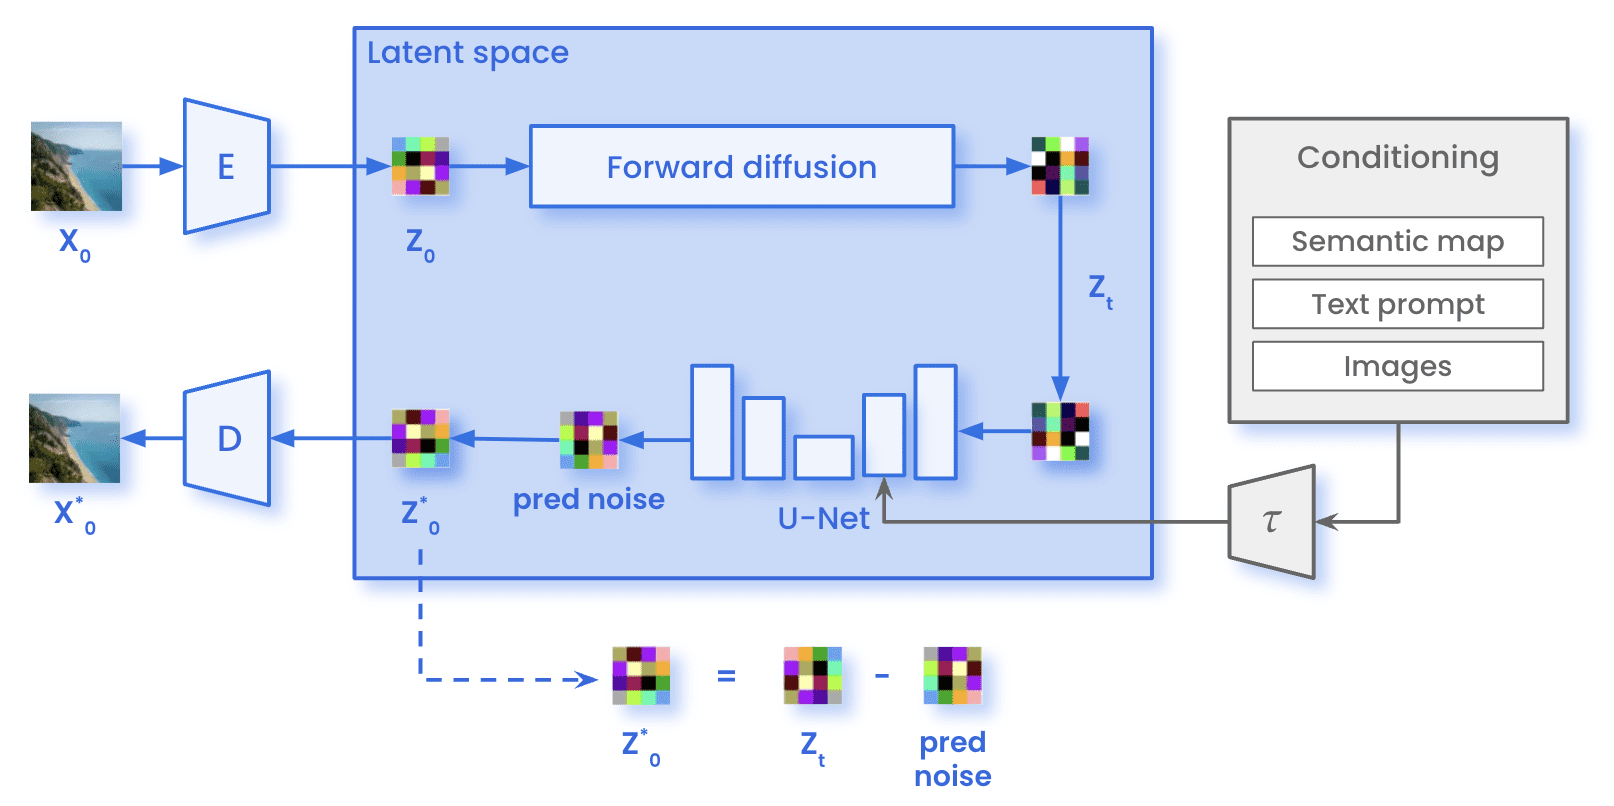 Latent space
E
Forward diffusion
X0
Z0
Zt
Conditioning
Semantic map
Text prompt
Images
D
X*0
Z*0
pred noise
U-Net
τ
=
-
Z*0
Zt
pred
noise